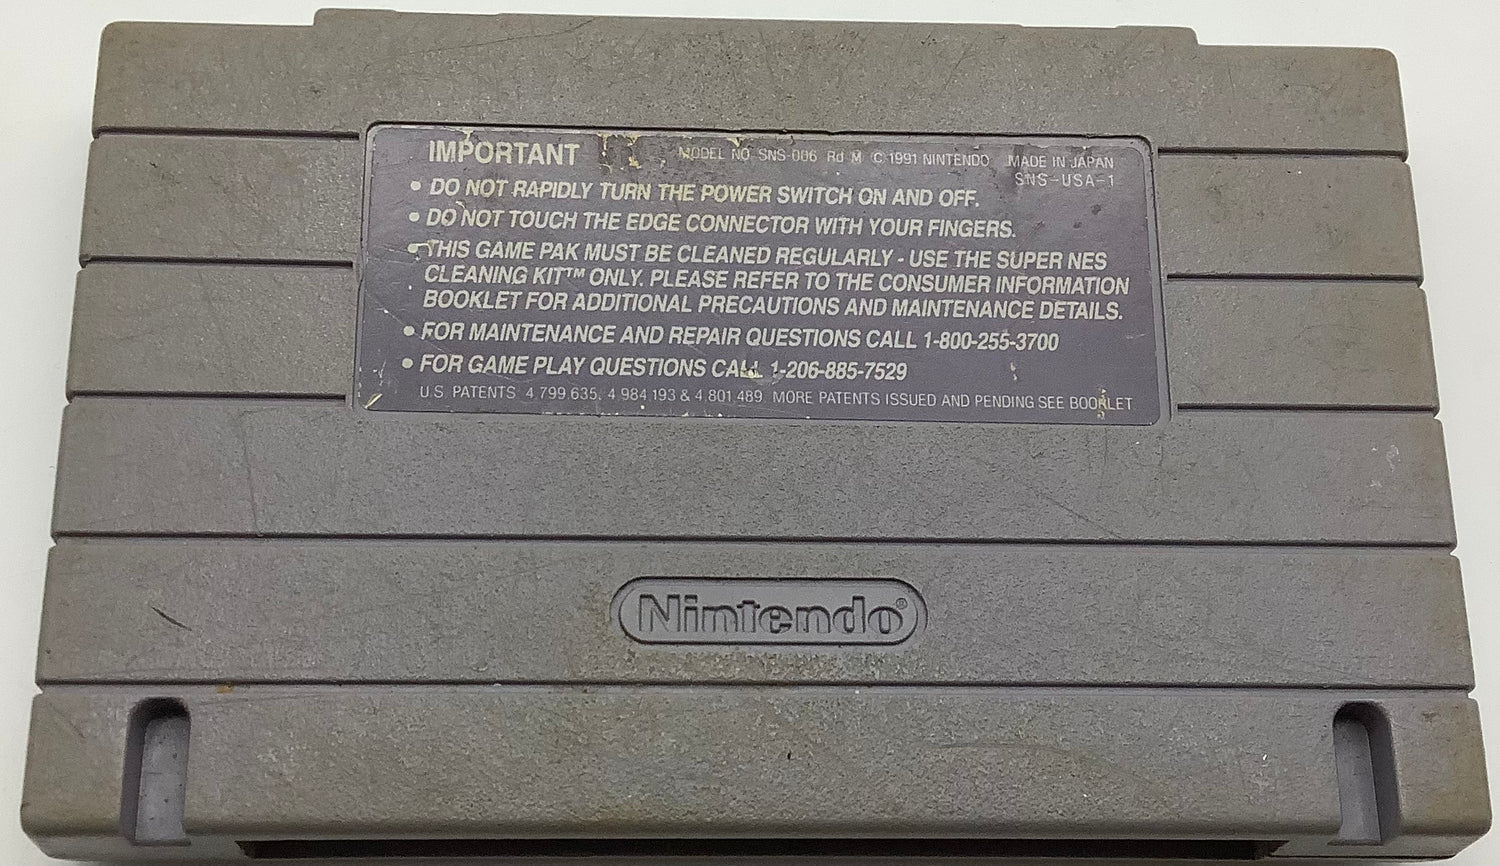 IMPORTANT MODEL NO. SNS-006 Rd M © 1991 NINTENDO MADE IN JAPAN
SNS-USA-1
• DO NOT RAPIDLY TURN THE POWER SWITCH ON AND OFF.
• DO NOT TOUCH THE EDGE CONNECTOR WITH YOUR FINGERS.
• THIS GAME PAK MUST BE CLEANED REGULARLY - USE THE SUPER NES
CLEANING KIT™ ONLY. PLEASE REFER TO THE CONSUMER INFORMATION
BOOKLET FOR ADDITIONAL PRECAUTIONS AND MAINTENANCE DETAILS.
• FOR MAINTENANCE AND REPAIR QUESTIONS CALL 1-800-255-3700
• FOR GAME PLAY QUESTIONS CALL 1-206-885-7529
U.S. PATENTS 4,799,635, 4,984,193 & 4,801,489 MORE PATENTS ISSUED AND PENDING SEE BOOKLET
Nintendo®